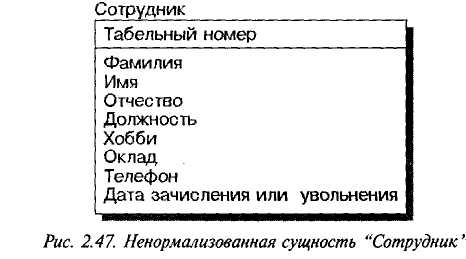 Сотрудник
Табельный номер
Фамилия
Имя
Отчество
Должность
Хобби
Оклад
Телефон
Дата зачисления или увольнения
Рис. 2.47. Ненормализованная сущность "Сотрудник"